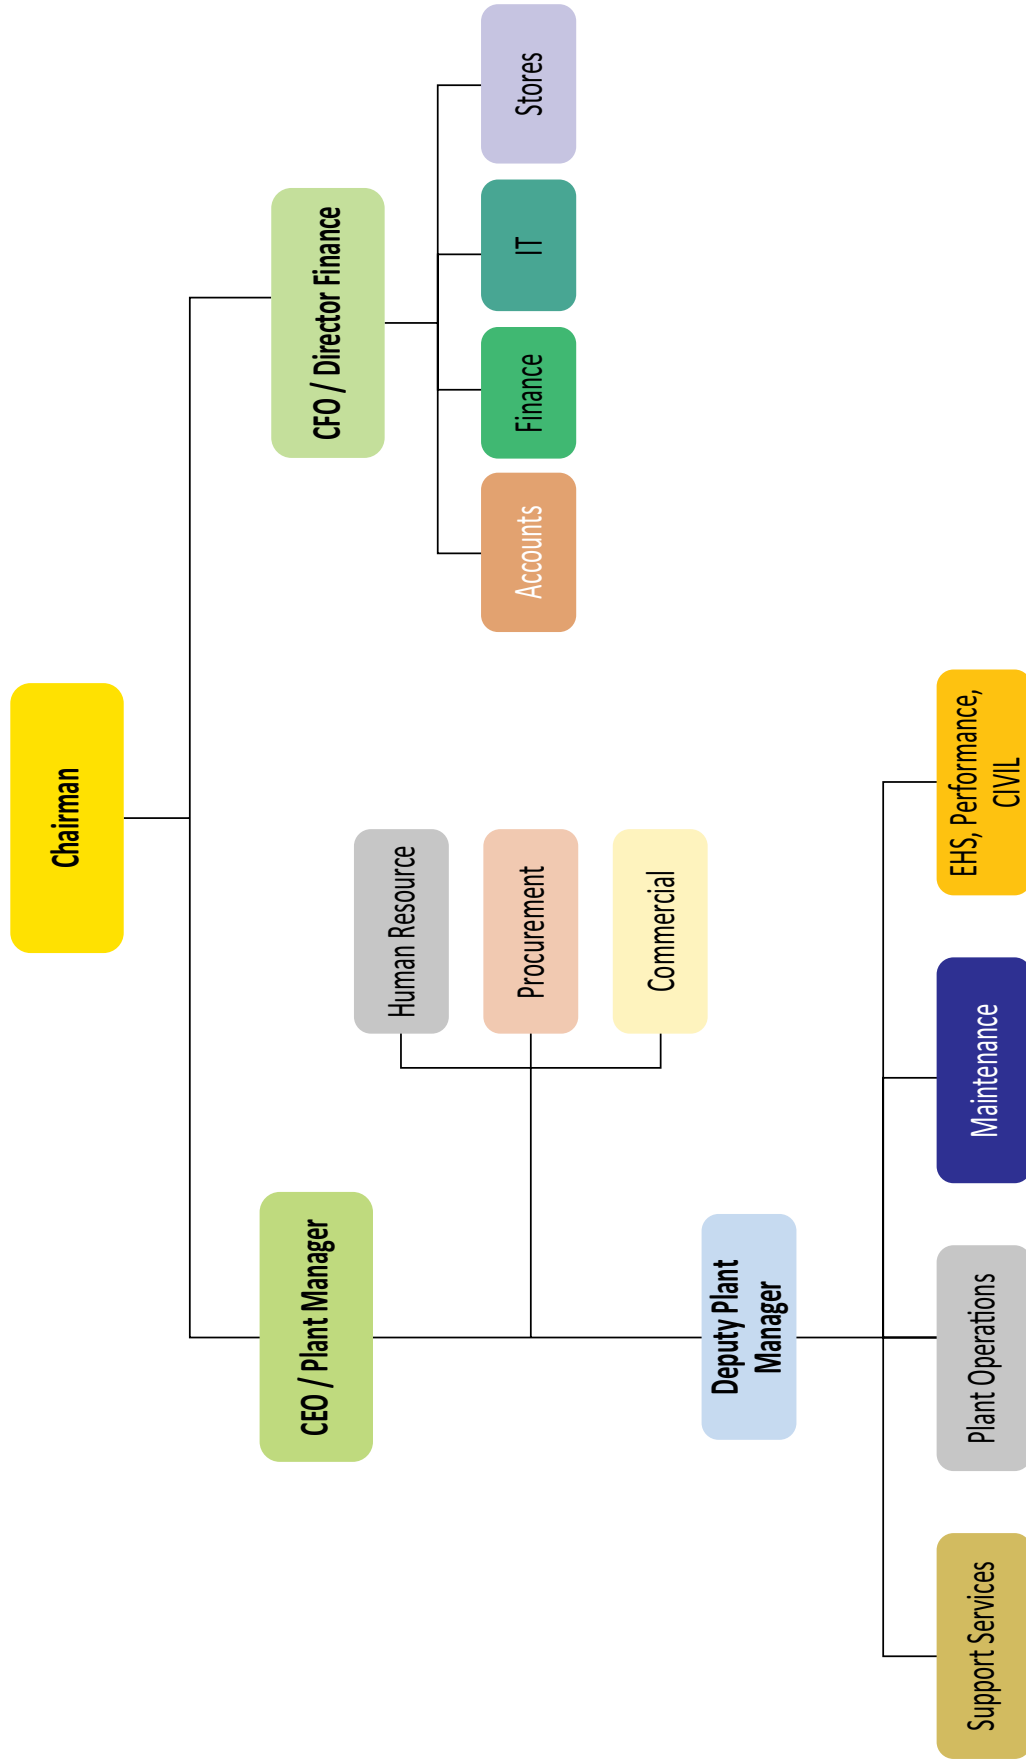 Chairman
CEO / Plant Manager
CFO / Director Finance
Human Resource
Procurement
Commercial
Accounts
Finance
IT
Stores
Deputy Plant
Manager
Support Services
Plant Operations
Maintenance
EHS, Performance,
CIVIL